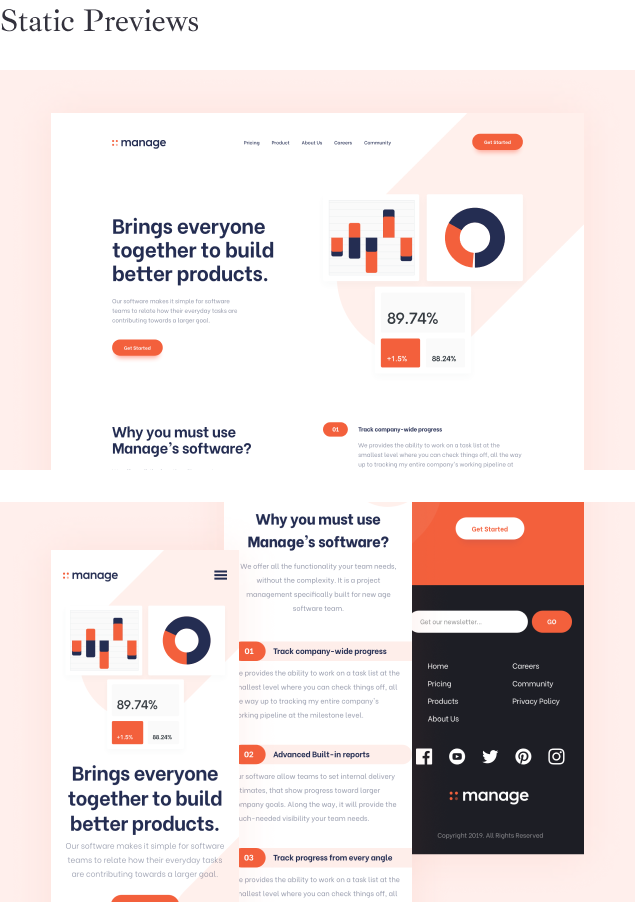 Static Previews
manage
Pricing Product About Us Careers Community
Get Started
Brings everyone
together to build
better products.
Our software makes it simple for software
teams to relate how their everyday tasks are
contributing towards a larger goal.
Get Started
89.74%
+1.5%
88.24%
Why you must use
Manage's software?
01
Track company-wide progress
We provides the ability to work on a task list at the
smallest level where you can check things off, all the way
up to tracking my entire company's working pipeline at
manage
89.74%
+1.5%
88.24%
Brings everyone
together to build
better products.
Our software makes it simple for software
teams to relate how their everyday tasks
are contributing towards a larger goal.
Why you must use
Manage's software?
We offer all the functionality your team needs,
without the complexity. It is a project
management specifically built for new age
software team.
01
Track company-wide progress
e provides the ability to work on a task list at the
mallest level where you can check things off, all
e way up to tracking my entire company's
orking pipeline at the milestone level.
02
Advanced Built-in reports
ur software allow teams to set internal delivery
timates, that show progress toward larger
ompany goals. Along the way, it will provide the
uch-needed visibility your team needs.
03
Track progress from every angle
e provides the ability to work on a task list at the
mallest level where you can check things off, all
Get Started
Get our newsletter...
GO
Home
Pricing
Products
About Us
Careers
Community
Privacy Policy
manage
Copyright 2019. All Rights Reserved